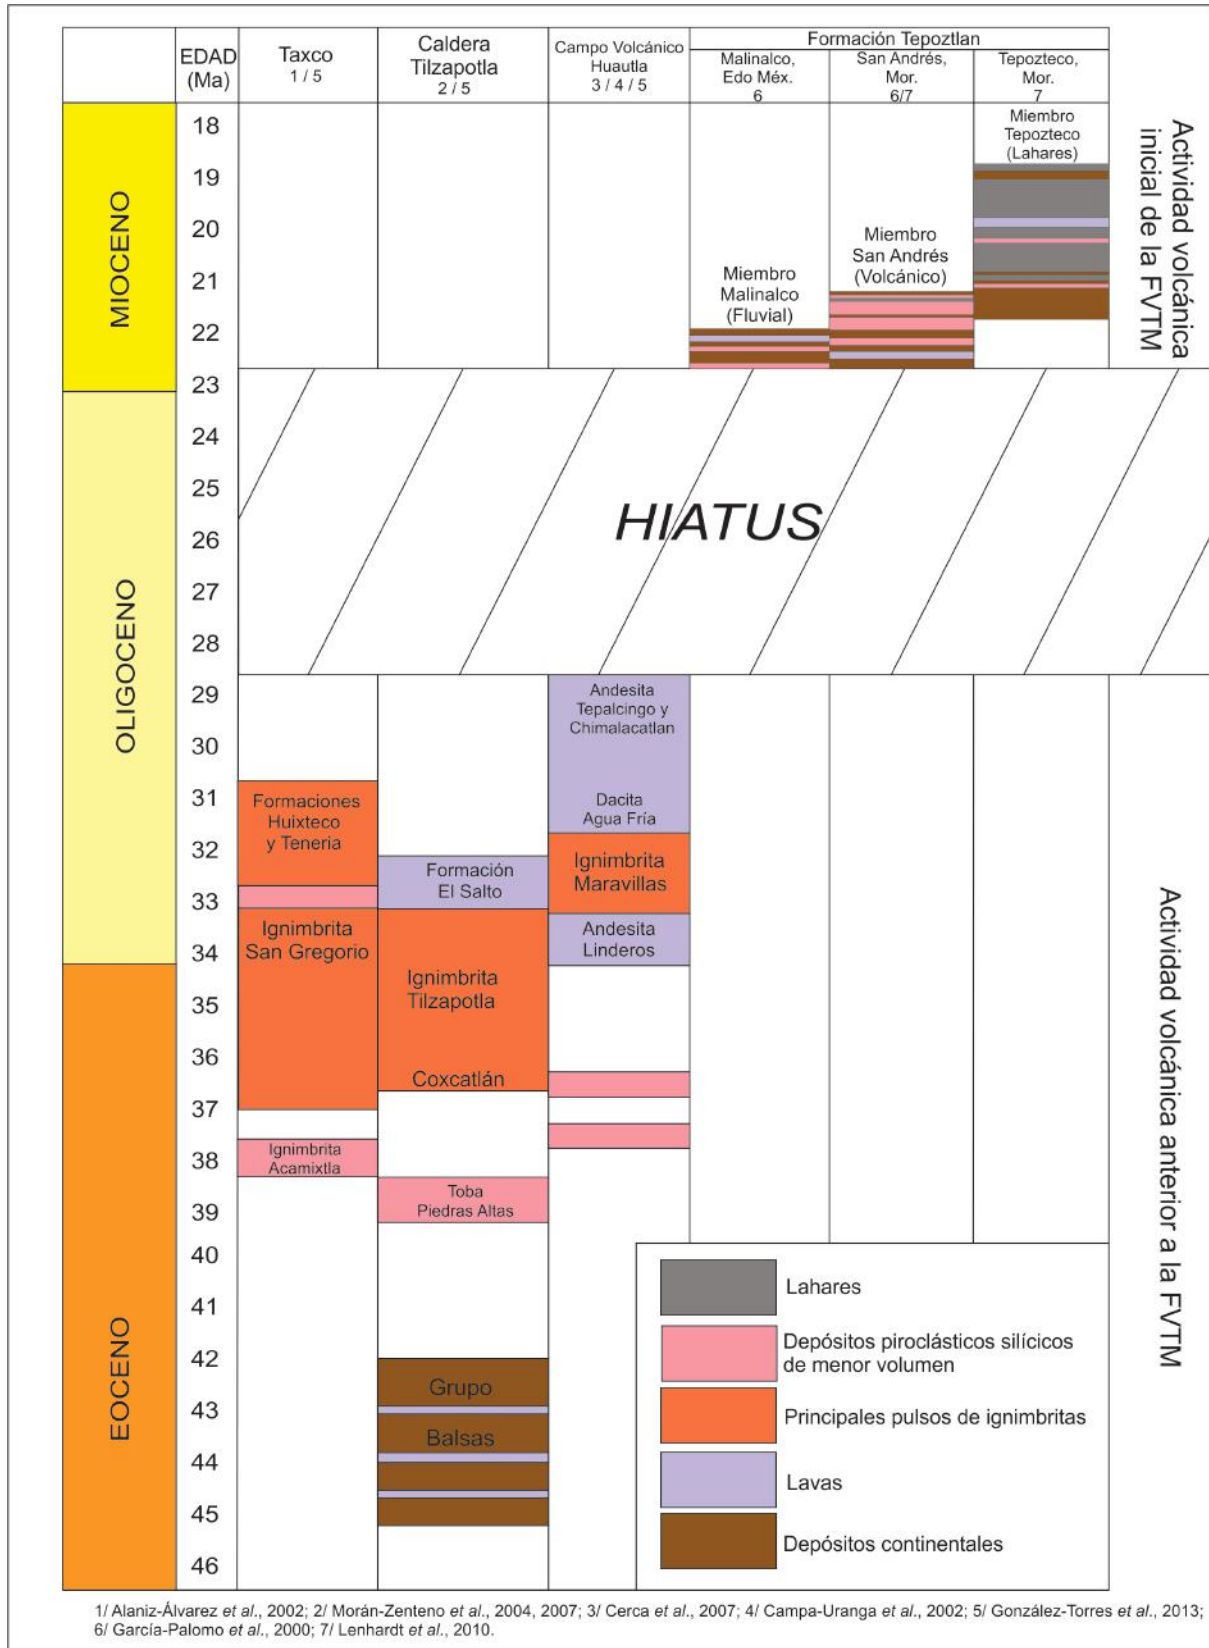 EDAD
(Ma)
Taxco
1 / 5
Caldera
Tilzapotla
2 / 5
Campo Volcánico
Huautla
3 / 4 / 5
Formación Tepoztlan
Malinalco,
Edo Méx.
6
San Andrés,
Mor.
6/7
Tepozteco,
Mor.
7
MIOCENO
OLIGOCENO
EOCENO
18
19
20
21
22
23
24
25
26
27
28
29
30
31
32
33
34
35
36
37
38
39
40
41
42
43
44
45
46
Miembro
Tepozteco
(Lahares)
Miembro
San Andrés
(Volcánico)
Miembro
Malinalco
(Fluvial)
Actividad volcánica
inicial de la FVTM
HIATUS
Formaciones
Huixteco
y Teneria
Ignimbrita
San Gregorio
Ignimbrita
Acamixtla
Formación
El Salto
Ignimbrita
Tilzapotla
Coxcatlán
Toba
Piedras Altas
Grupo
Balsas
Andesita
Tepalcingo y
Chimalacatlan
Dacita
Agua Fría
Ignimbrita
Maravillas
Andesita
Linderos
Actividad volcánica anterior a la FVTM
Lahares
Depósitos piroclásticos silícicos
de menor volumen
Principales pulsos de ignimbritas
Lavas
Depósitos continentales
1/ Alaniz-Álvarez et al., 2002; 2/ Morán-Zenteno et al., 2004, 2007; 3/ Cerca et al., 2007; 4/ Campa-Uranga et al., 2002; 5/ González-Torres et al., 2013;
6/ García-Palomo et al., 2000; 7/ Lenhardt et al., 2010.